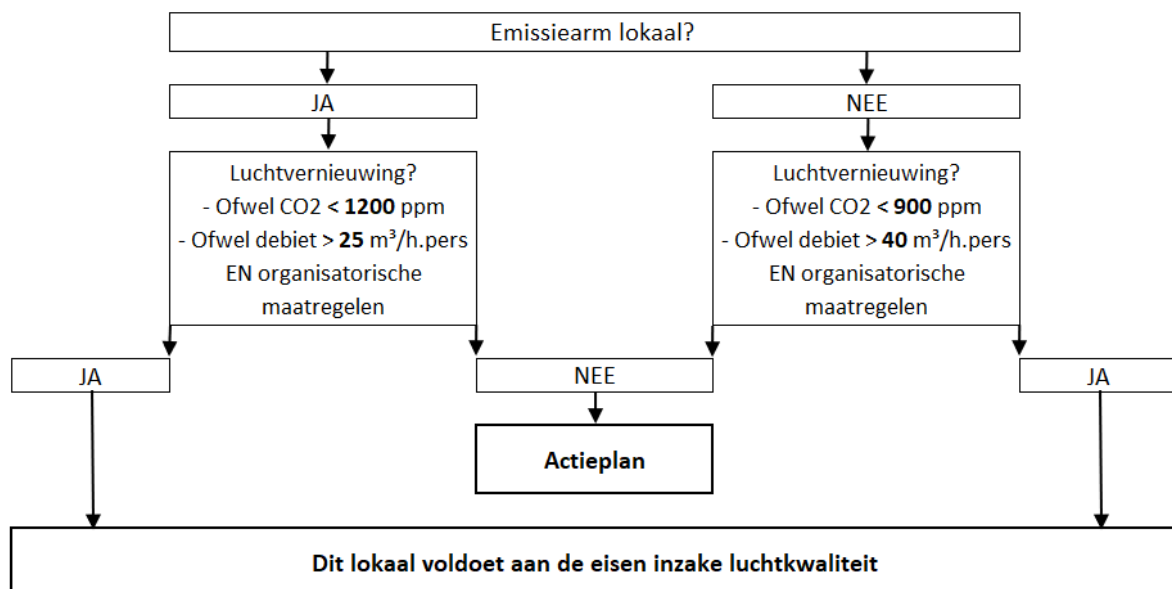 Emissiearm lokaal?
JA
NEE
Luchtvernieuwing?
- Ofwel CO2 < 1200 ppm
- Ofwel debiet > 25 m³/h.pers
EN organisatorische
maatregelen
Luchtvernieuwing?
- Ofwel CO2 < 900 ppm
- Ofwel debiet > 40 m³/h.pers
EN organisatorische
maatregelen
JA
NEE
JA
Actieplan
Dit lokaal voldoet aan de eisen inzake luchtkwaliteit